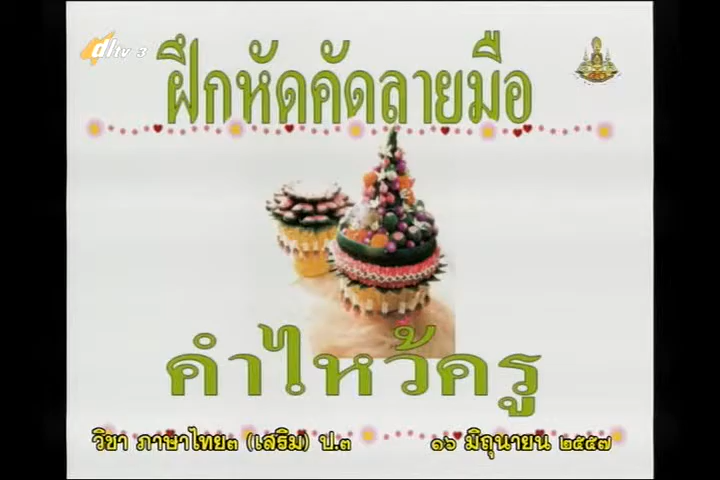 dltv 3
ฝึกหัดคัดลายมือ
คำไหว้ครู
วิชา ภาษาไทย๓ (เสริม) ป.๓ ๑๖ มิถุนายน ๒๕๕๗